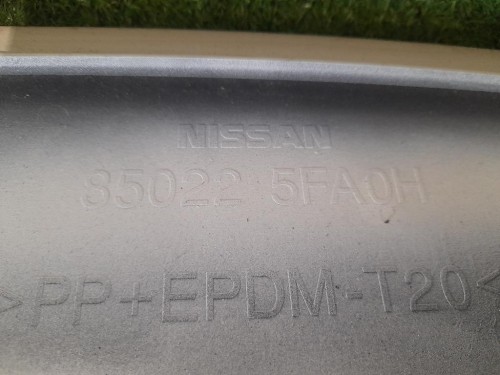 NISSAN
85022 5FA0H
>PP+EPDM-T20<